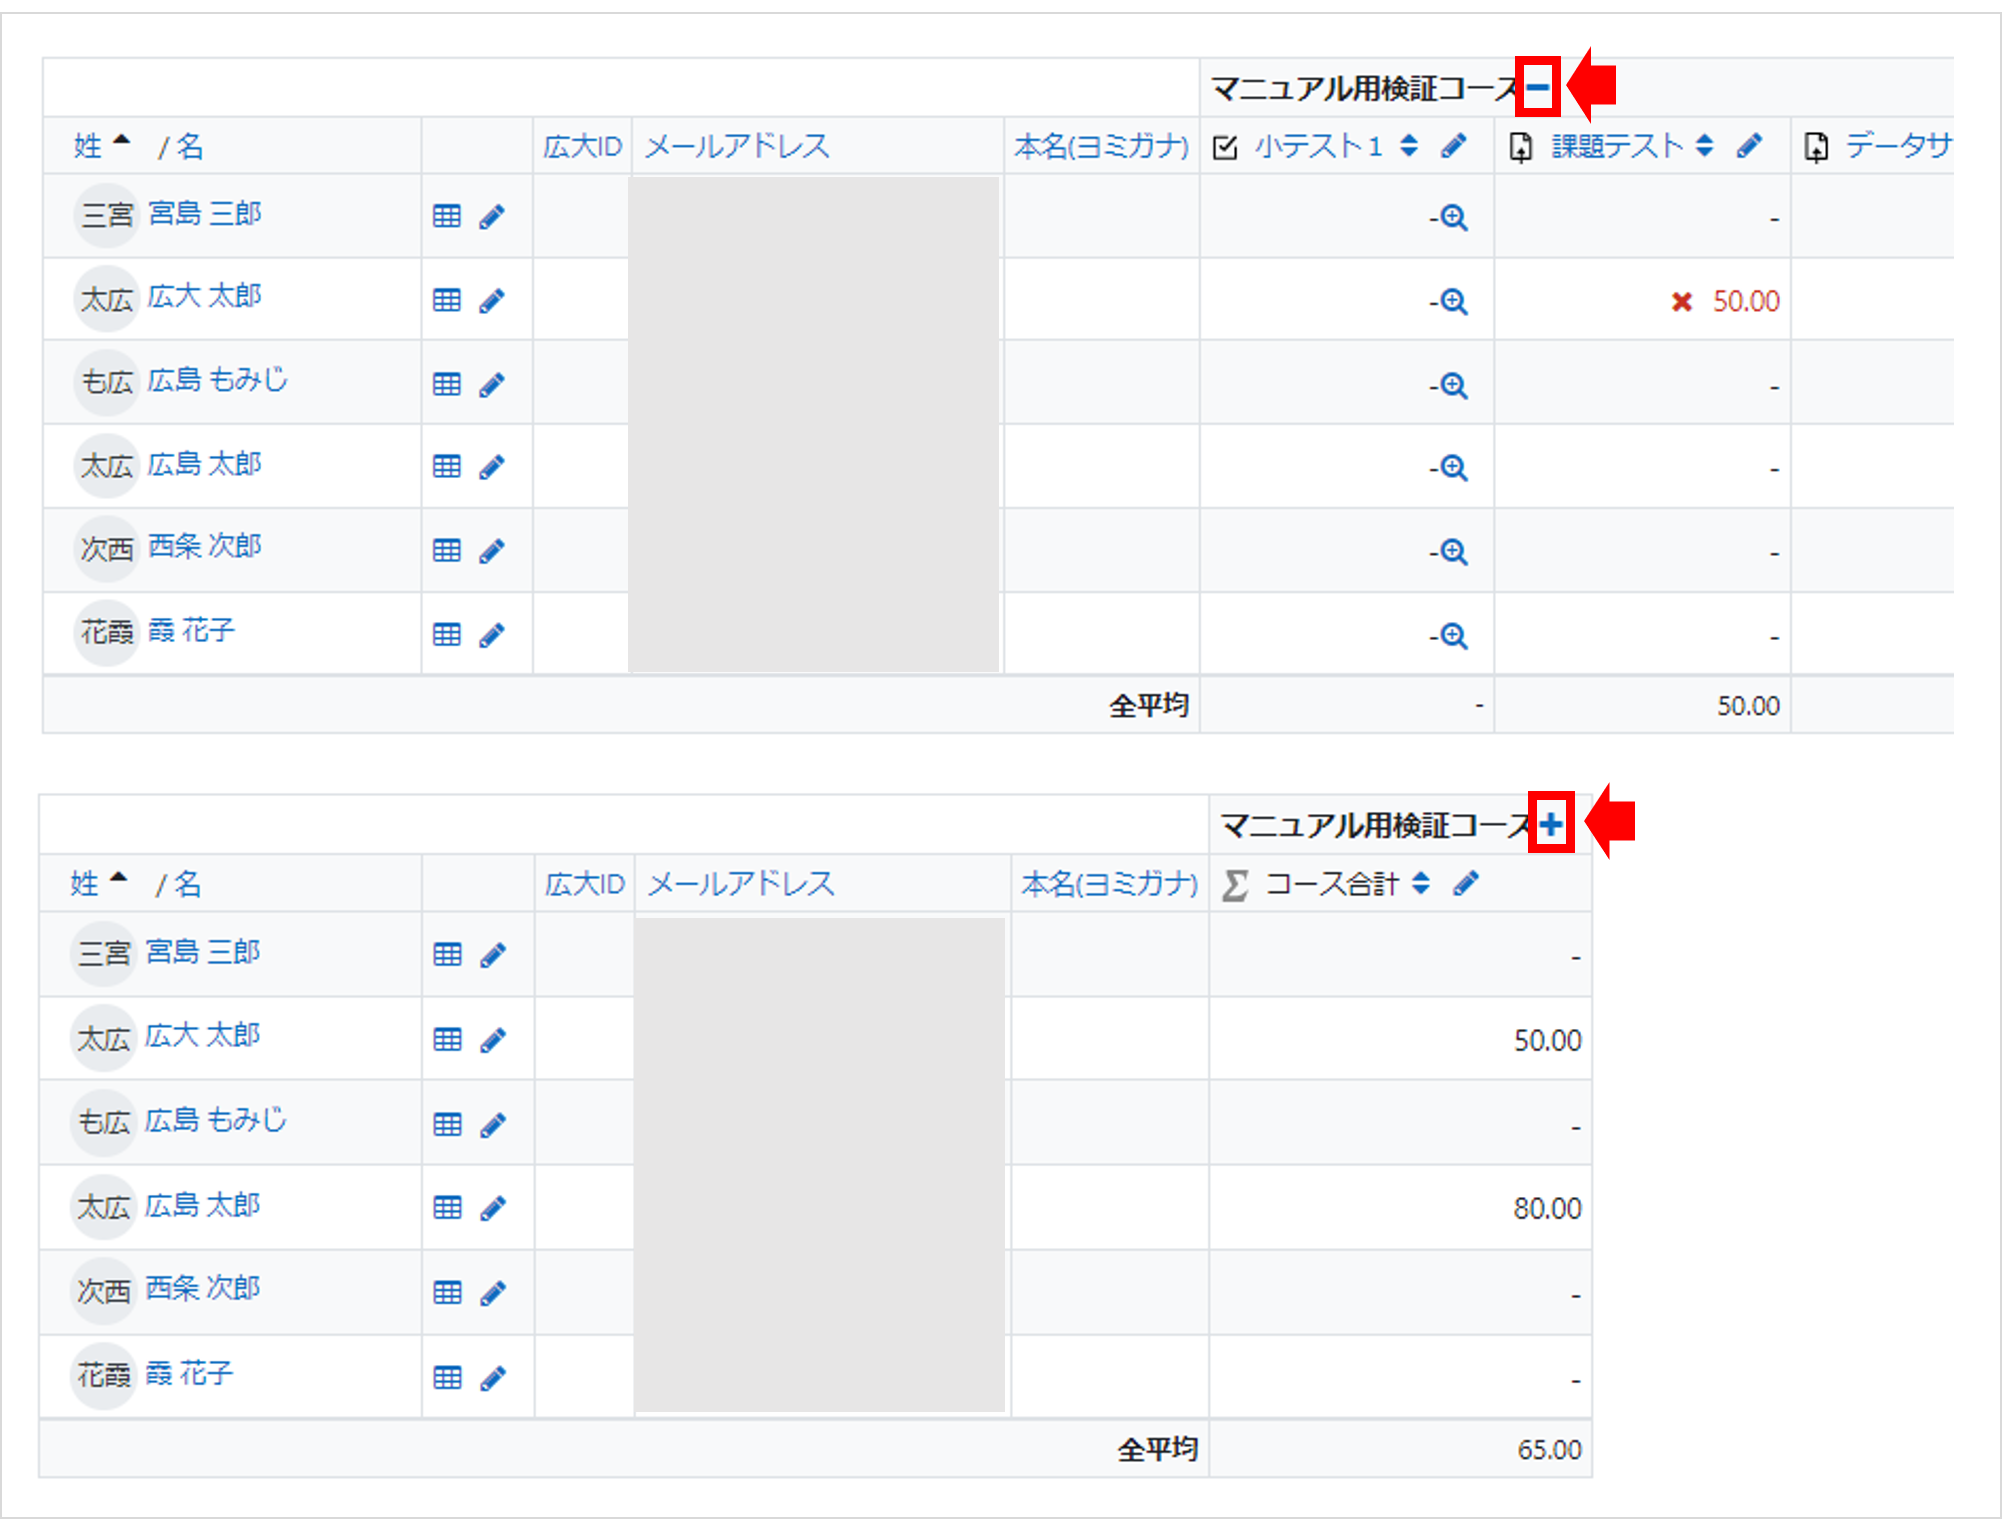 マニュアル用検証コース
姓 / 名 広大ID メールアドレス 本名(ヨミガナ) 小テスト1 課題テスト データサ
三宮 宮島 三郎 - -
太広 広大 太郎 - 50.00
も広 広島 もみじ - -
太広 広島 太郎 - -
次西 西条 次郎 - -
花霞 霞 花子 - -
全平均 - 50.00
マニュアル用検証コース
姓 / 名 広大ID メールアドレス 本名(ヨミガナ) Σ コース合計
三宮 宮島 三郎 -
太広 広大 太郎 50.00
も広 広島 もみじ -
太広 広島 太郎 80.00
次西 西条 次郎 -
花霞 霞 花子 -
全平均 65.00